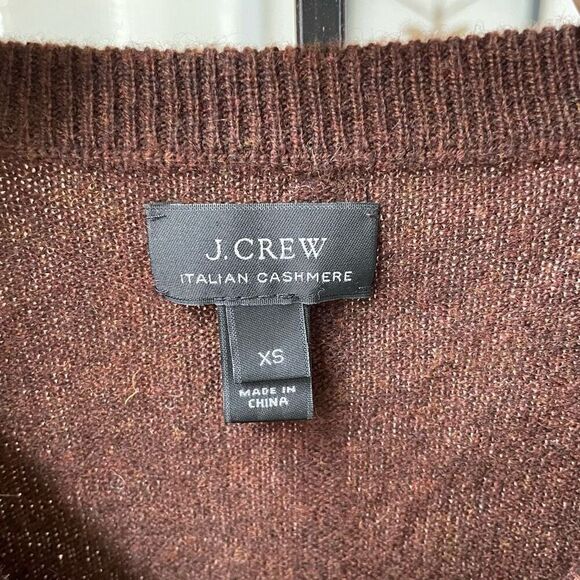 J.CREW
ITALIAN CASHMERE
XS
MADE IN
CHINA